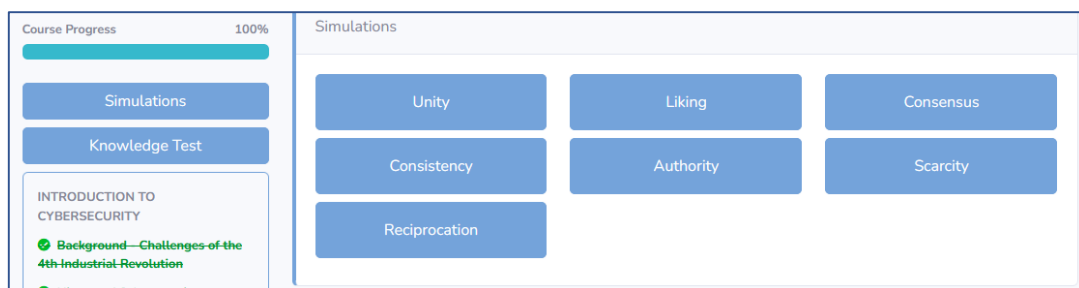 Course Progress 100%
Simulations
Knowledge Test
INTRODUCTION TO
CYBERSECURITY
Background - Challenges of the
4th Industrial Revolution
Simulations
Unity Liking Consensus
Consistency Authority Scarcity
Reciprocation